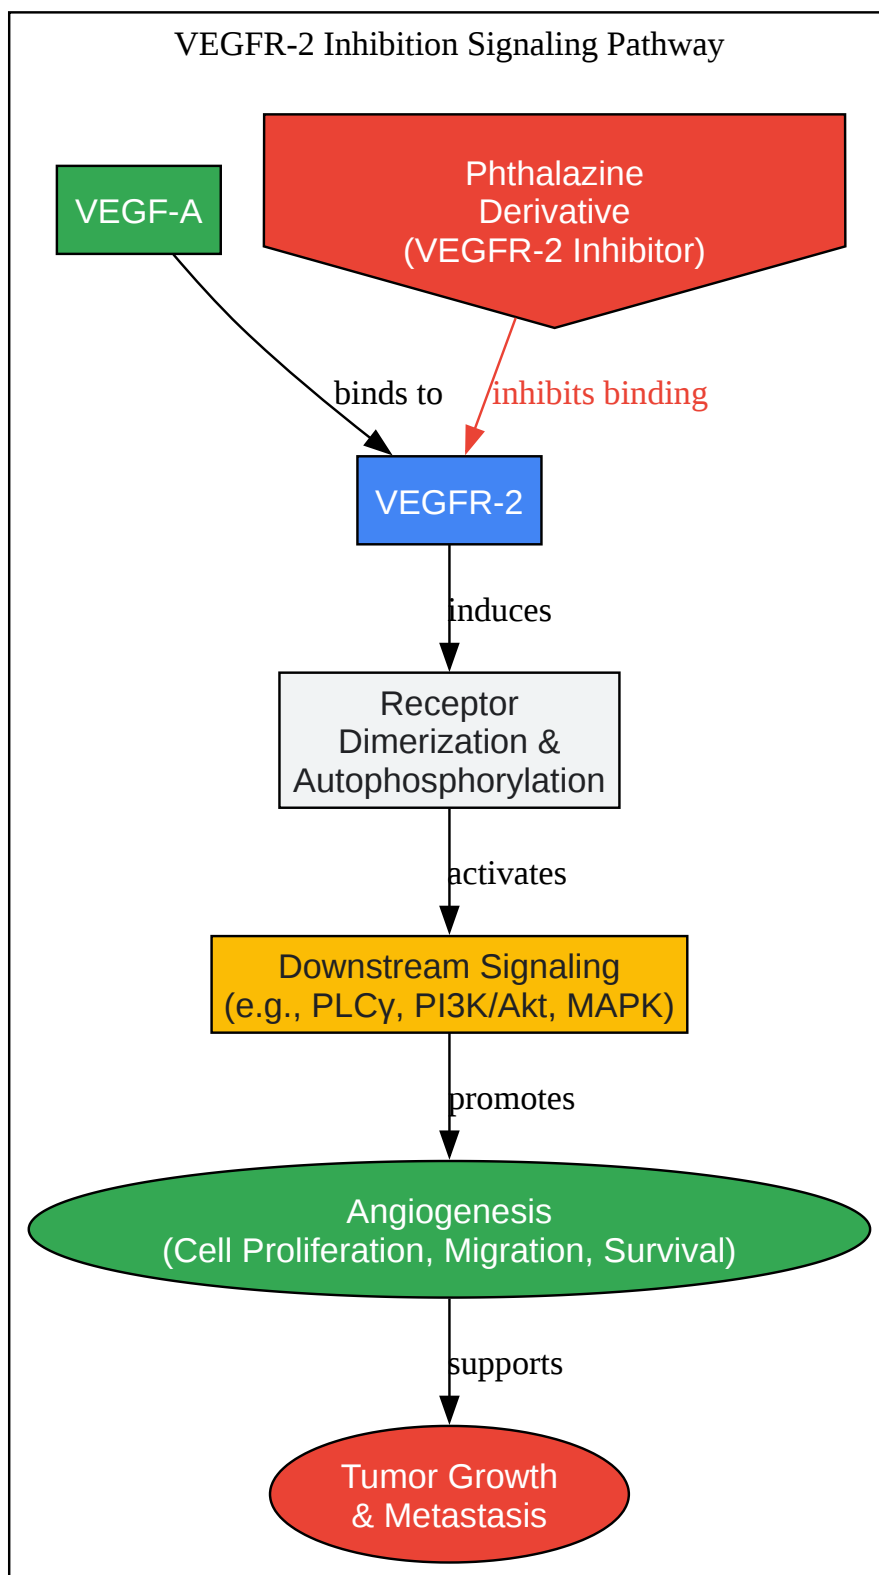 VEGFR-2 Inhibition Signaling Pathway
VEGF-A
Phthalazine
Derivative
(VEGFR-2 Inhibitor)
binds to
inhibits binding
VEGFR-2
induces
Receptor
Dimerization &
Autophosphorylation
activates
Downstream Signaling
(e.g., PLCγ, PI3K/Akt, MAPK)
promotes
Angiogenesis
(Cell Proliferation, Migration, Survival)
supports
Tumor Growth
& Metastasis